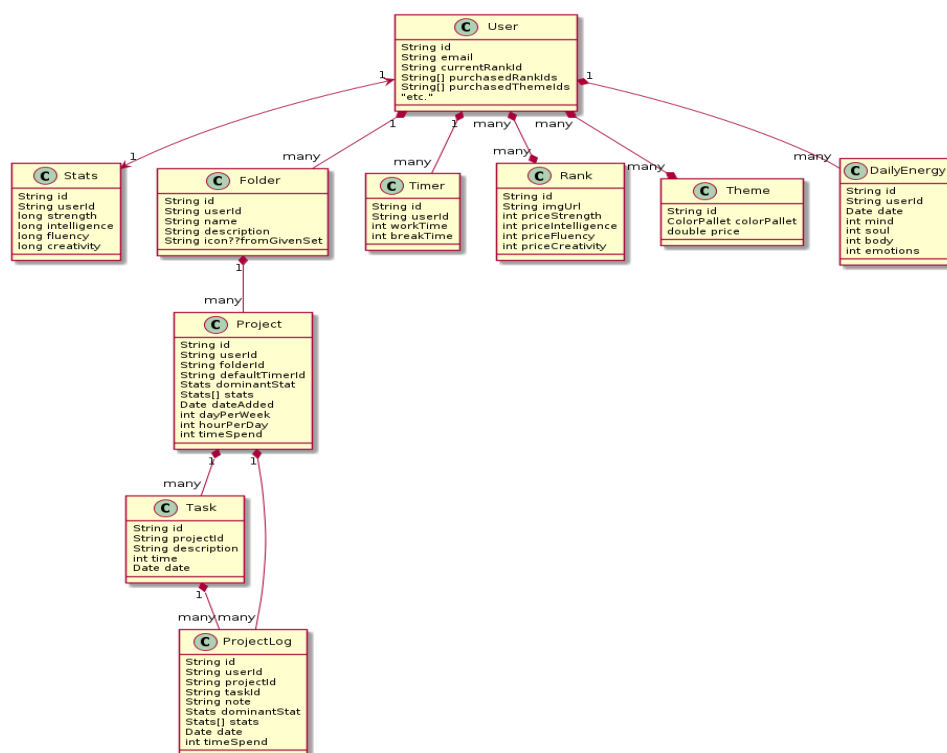 C User
String id
String email
String currentRankId
String[] purchasedRankIds
String[] purchasedThemeIds
"etc."
1
1
1
1
many
many
1
1
many
many
many
many
many
C Stats
String id
String userId
long strength
long intelligence
long fluency
long creativity
C Folder
String id
String userId
String name
String description
String icon??fromGivenSet
C Timer
String id
String userId
int workTime
int breakTime
C Rank
String id
String imgUrl
int priceStrength
int priceIntelligence
int priceFluency
int priceCreativity
C Theme
String id
ColorPallet colorPallet
double price
C DailyEnergy
String id
String userId
Date date
int mind
int soul
int body
int emotions
1
many
C Project
String id
String userId
String folderId
String defaultTimerId
Stats dominantStat
Stats[] stats
Date dateAdded
int dayPerWeek
int hourPerDay
int timeSpend
1
1
many
C Task
String id
String projectId
String description
int time
Date date
1
many
many
C ProjectLog
String id
String userId
String projectId
String taskId
String note
Stats dominantStat
Stats[] stats
Date date
int timeSpend